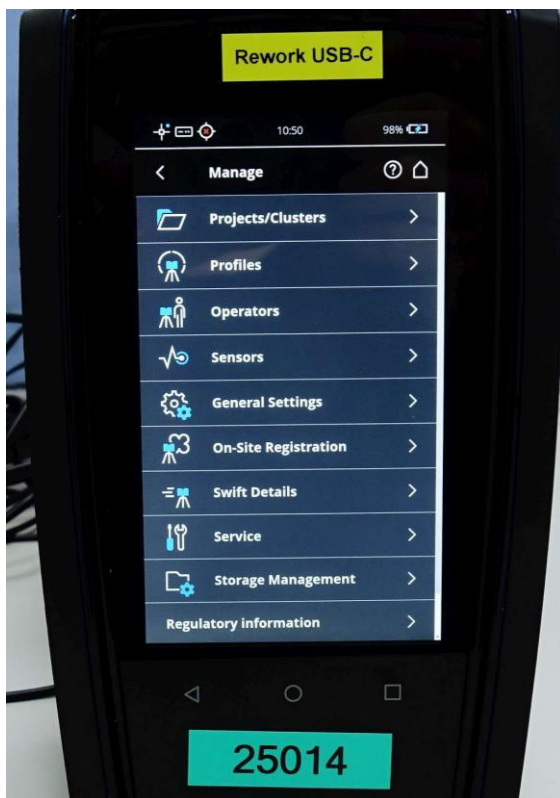 Rework USB-C
10:50 98%
Manage
Projects/Clusters
Profiles
Operators
Sensors
General Settings
On-Site Registration
Swift Details
Service
Storage Management
Regulatory information
25014